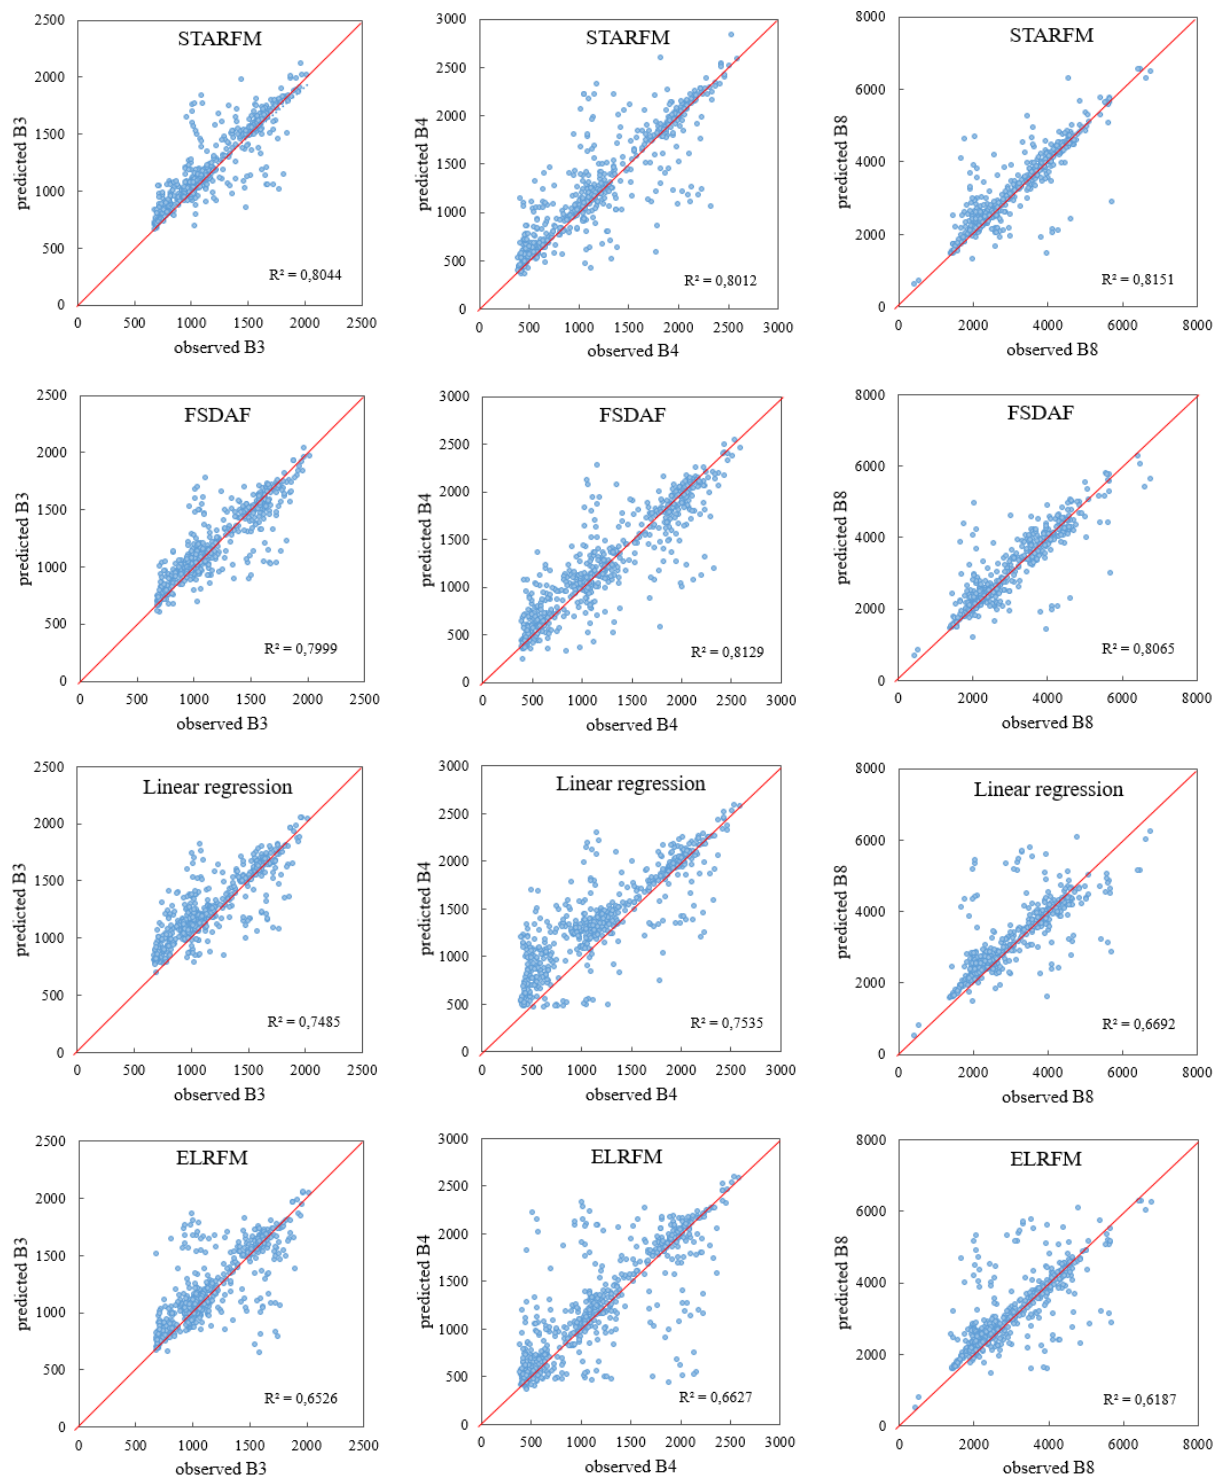 STARFM
predicted B3
2500
2000
1500
1000
500
0
R² = 0,8044
0 500 1000 1500 2000 2500
observed B3
STARFM
predicted B4
3000
2500
2000
1500
1000
500
0
R² = 0,8012
0 500 1000 1500 2000 2500 3000
observed B4
STARFM
predicted B8
8000
6000
4000
2000
0
R² = 0,8151
0 2000 4000 6000 8000
observed B8
FSDAF
predicted B3
2500
2000
1500
1000
500
0
R² = 0,7999
0 500 1000 1500 2000 2500
observed B3
FSDAF
predicted B4
3000
2500
2000
1500
1000
500
0
R² = 0,8129
0 500 1000 1500 2000 2500 3000
observed B4
FSDAF
predicted B8
8000
6000
4000
2000
0
R² = 0,8065
0 2000 4000 6000 8000
observed B8
Linear regression
predicted B3
2500
2000
1500
1000
500
0
R² = 0,7485
0 500 1000 1500 2000 2500
observed B3
Linear regression
predicted B4
3000
2500
2000
1500
1000
500
0
R² = 0,7535
0 500 1000 1500 2000 2500 3000
observed B4
Linear regression
predicted B8
8000
6000
4000
2000
0
R² = 0,6692
0 2000 4000 6000 8000
observed B8
ELRFM
predicted B3
2500
2000
1500
1000
500
0
R² = 0,6526
0 500 1000 1500 2000 2500
observed B3
ELRFM
predicted B4
3000
2500
2000
1500
1000
500
0
R² = 0,6627
0 500 1000 1500 2000 2500 3000
observed B4
ELRFM
predicted B8
8000
6000
4000
2000
0
R² = 0,6187
0 2000 4000 6000 8000
observed B8